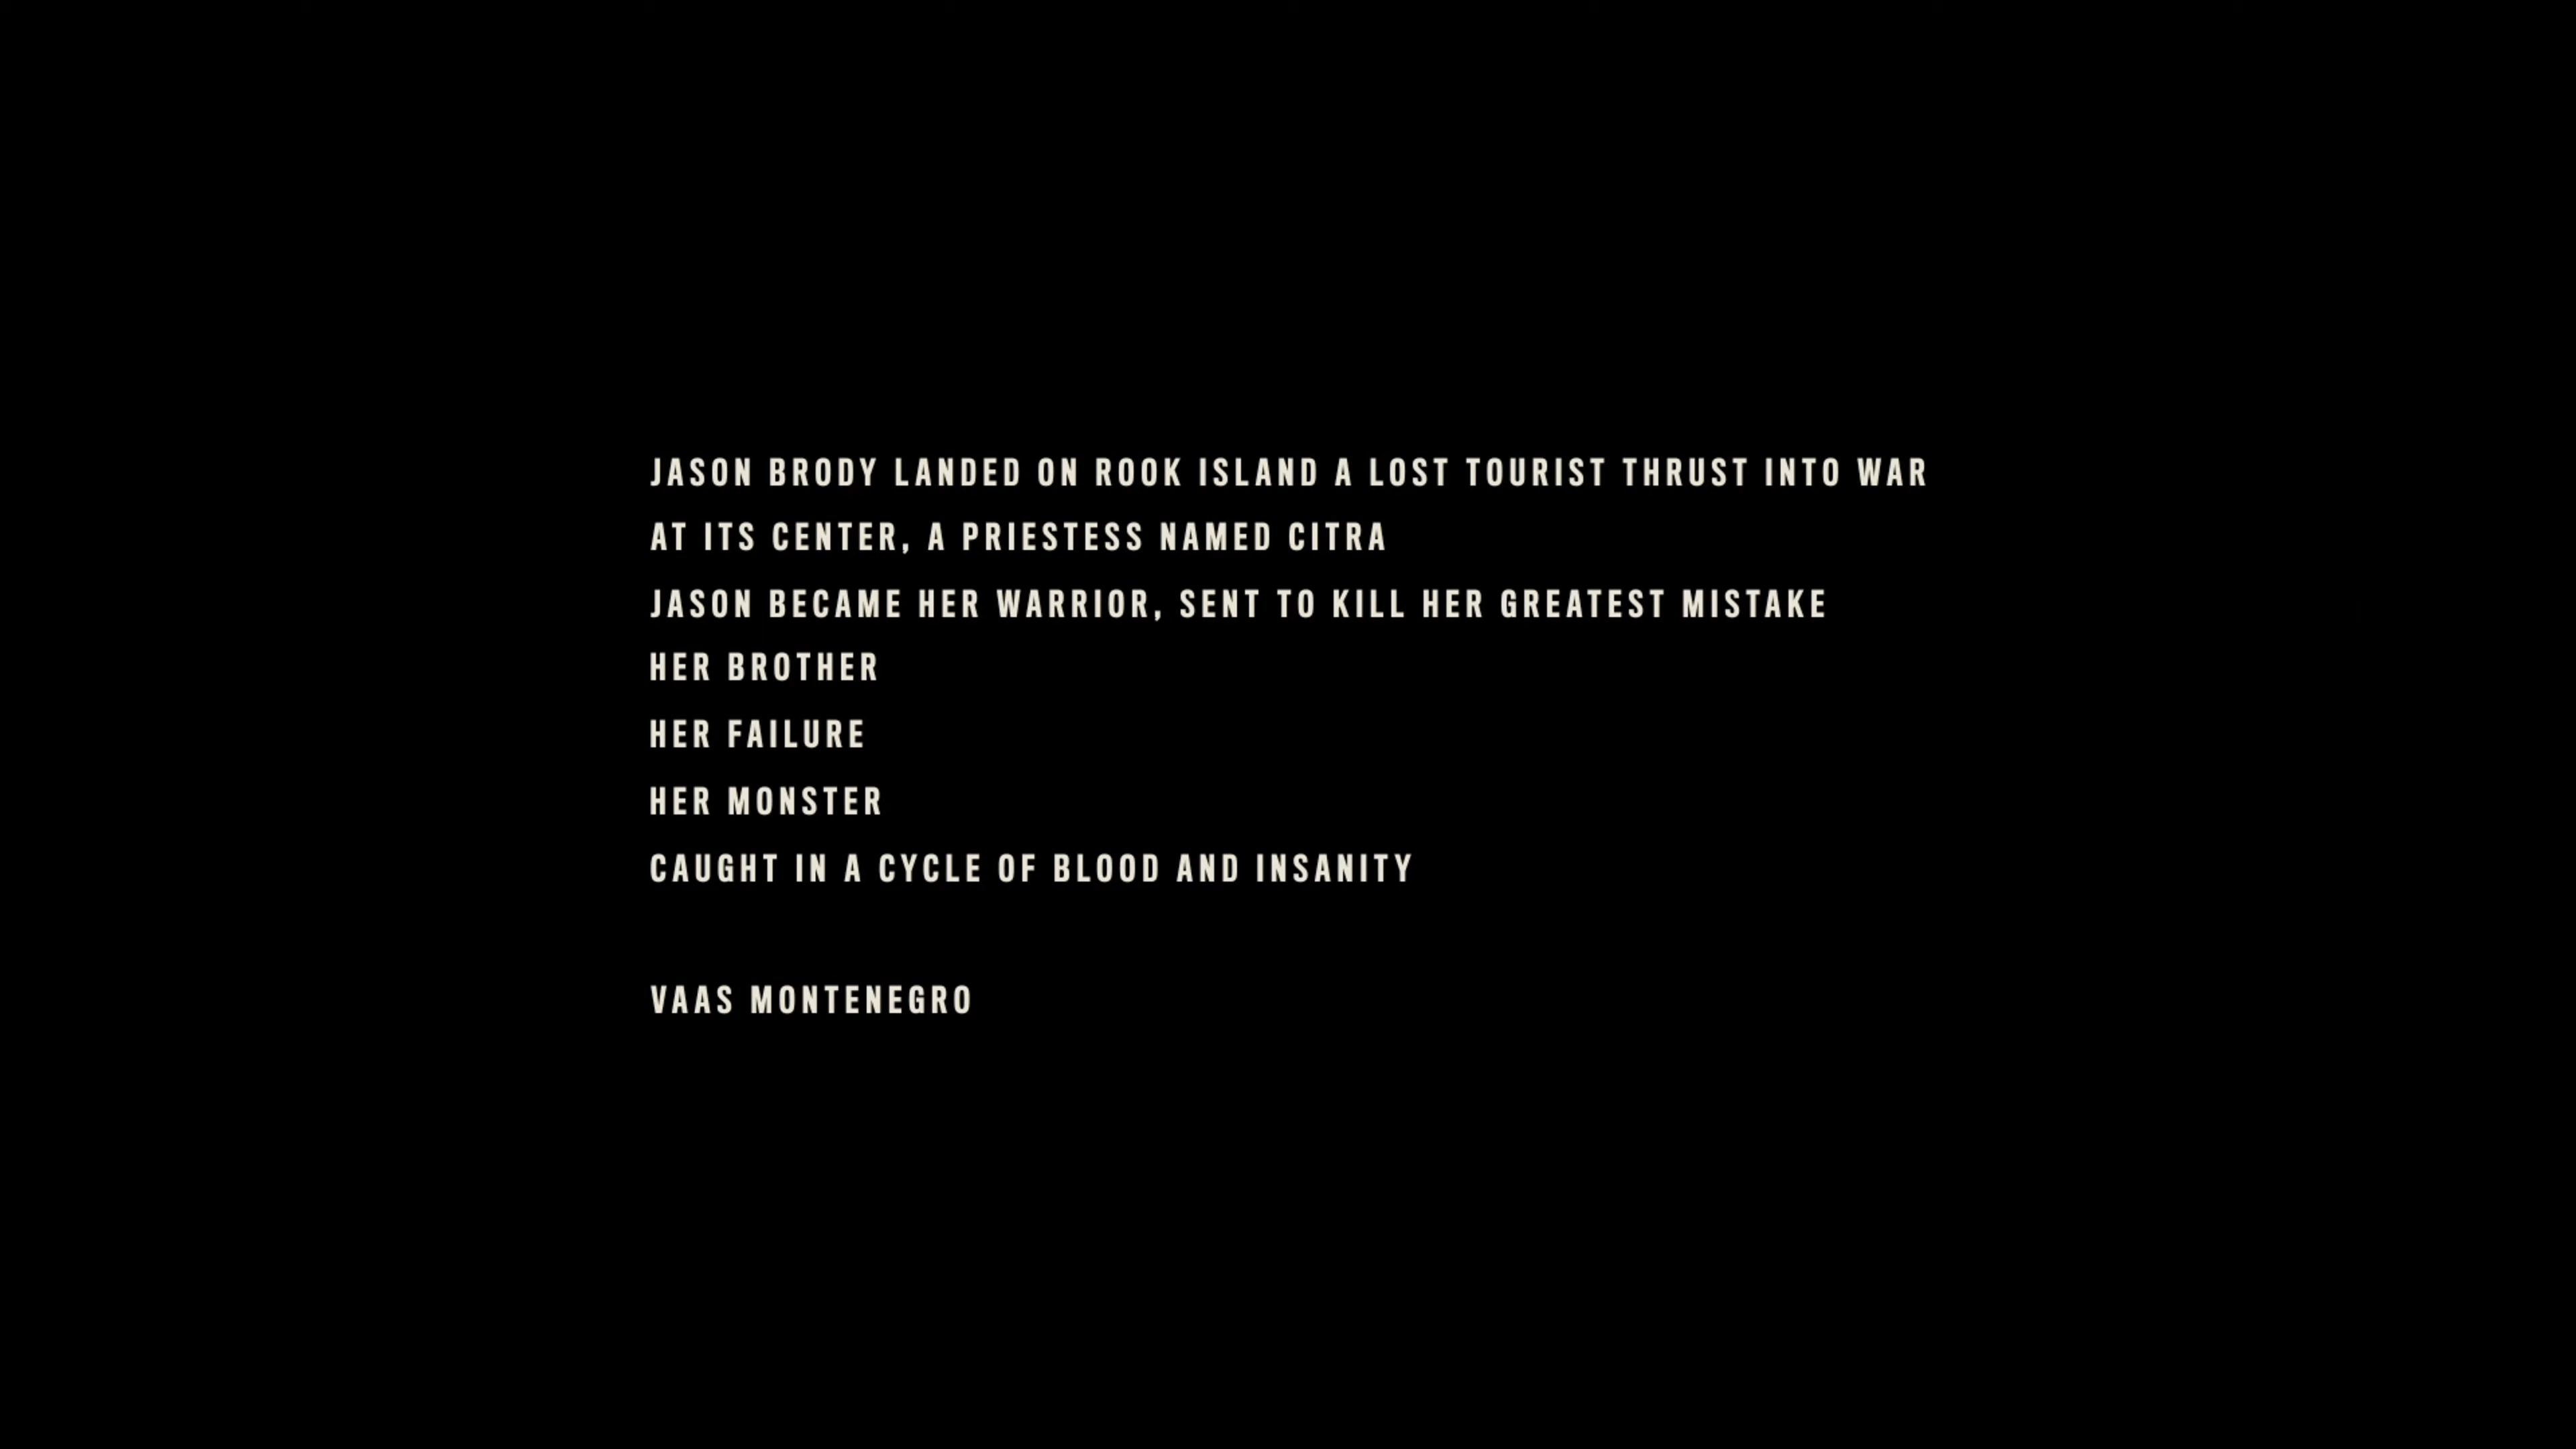 JASON BRODY LANDED ON ROOK ISLAND A LOST TOURIST THRUST INTO WAR
AT ITS CENTER, A PRIESTESS NAMED CITRA
JASON BECAME HER WARRIOR, SENT TO KILL HER GREATEST MISTAKE
HER BROTHER
HER FAILURE
HER MONSTER
CAUGHT IN A CYCLE OF BLOOD AND INSANITY
VAAS MONTENEGRO